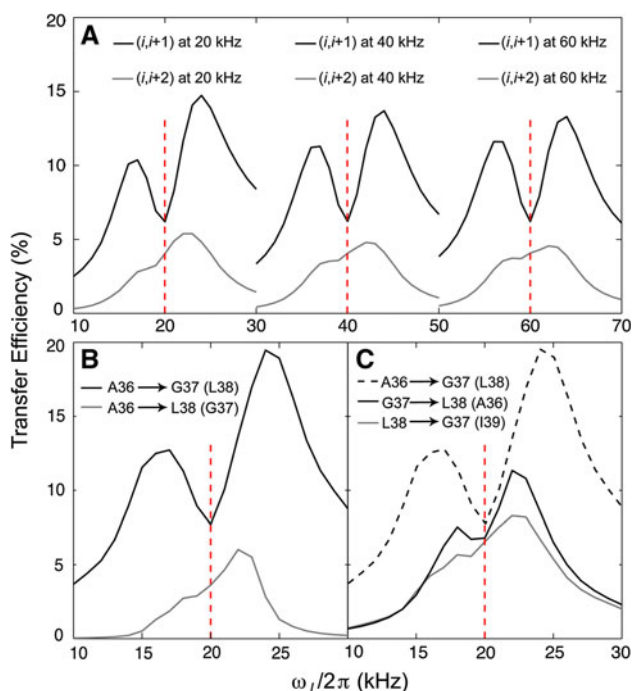 A
(i,i+1) at 20 kHz (i,i+1) at 40 kHz (i,i+1) at 60 kHz
(i,i+2) at 20 kHz (i,i+2) at 40 kHz (i,i+2) at 60 kHz
20
15
10
5
0
10 20 30 40 50 60 70
Transfer Efficiency (%)
B
A36 → G37 (L38)
A36 → L38 (G37)
C
A36 → G37 (L38)
G37 → L38 (A36)
L38 → G37 (I39)
20
15
10
5
0
10 15 20 25 10 15 20 25 30
ω_I/2π (kHz)